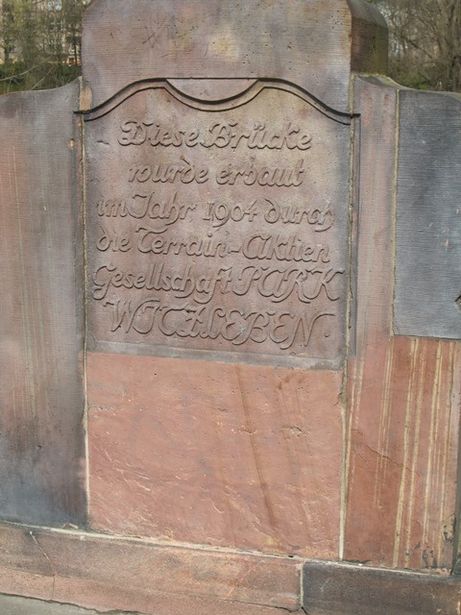 Diese Brücke
wurde erbaut
im Jahr 1904 durch
die Terrain-Aktien
Gesellschaft PARK
WITZLEBEN.